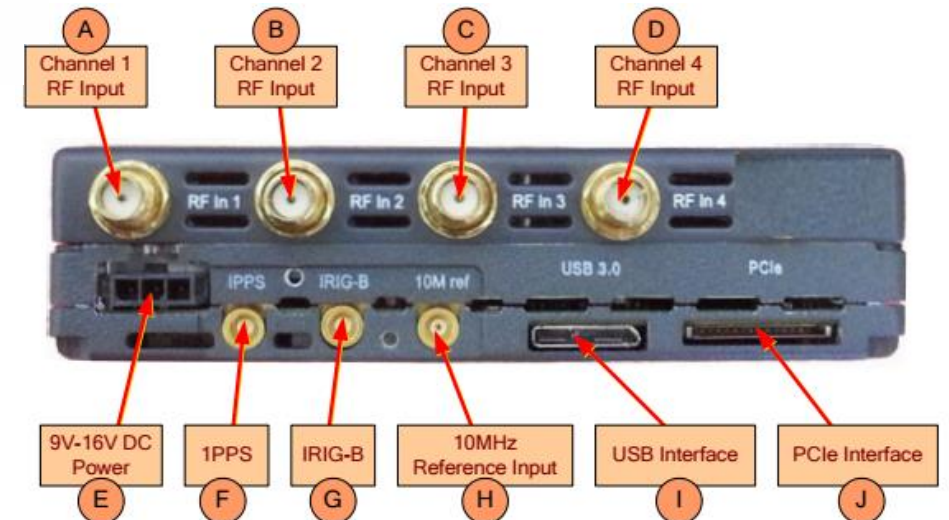 A
B
C
D
Channel 1
RF Input
Channel 2
RF Input
Channel 3
RF Input
Channel 4
RF Input
RF In 1
RF In 2
RF In 3
RF In 4
1PPS
IRIG-B
10M ref
USB 3.0
PCIe
9V-16V DC
Power
1PPS
IRIG-B
10MHz
Reference Input
USB Interface
PCIe Interface
E
F
G
H
I
J